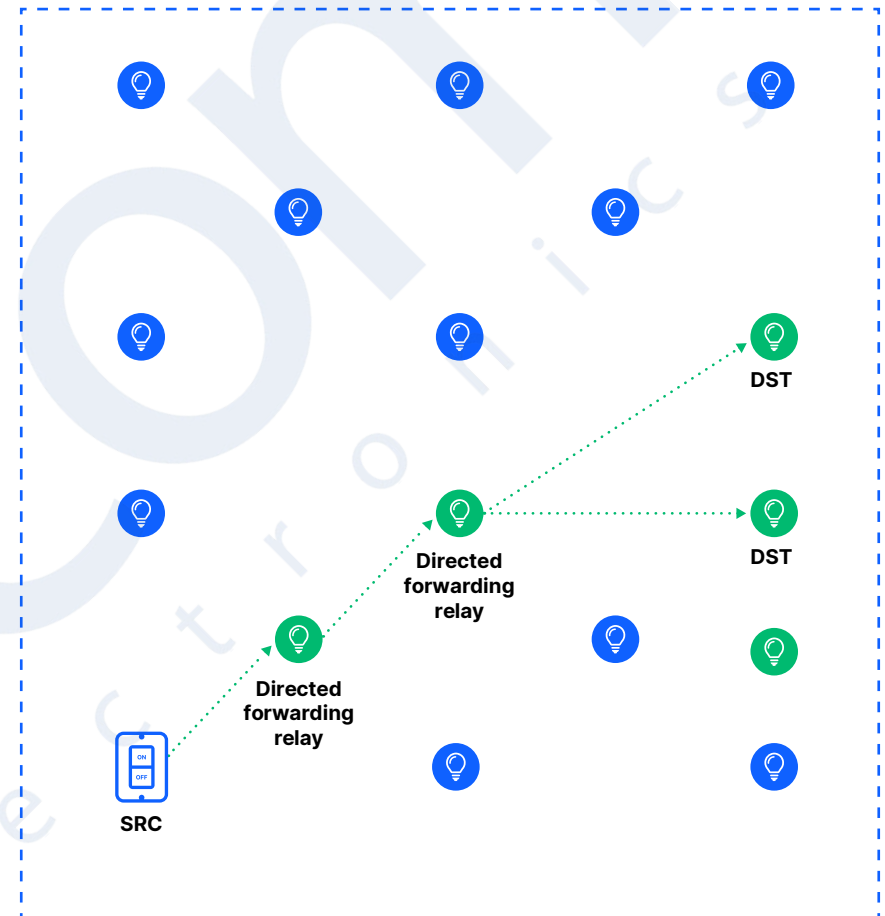 DST
DST
Directed
forwarding
relay
Directed
forwarding
relay
ON
OFF
SRC